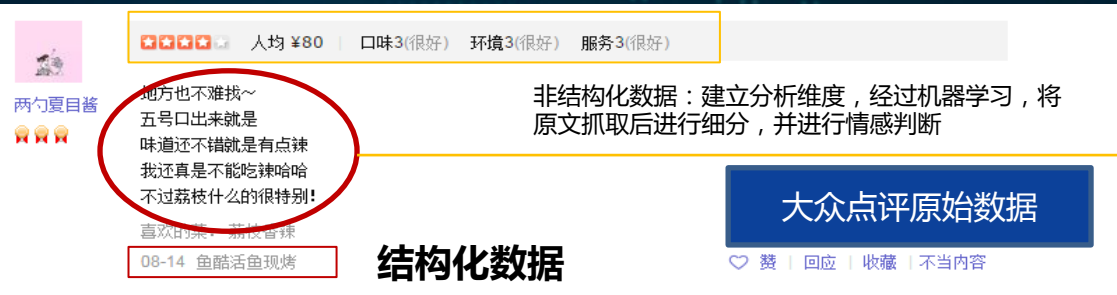 人均 ¥80 | 口味3(很好) 环境3(很好) 服务3(很好)
两勺夏目酱
地方也不难找~
五号口出来就是
味道还不错就是有点辣
我还真是不能吃辣哈哈
不过荔枝什么的很特别!
喜欢的菜: 荔枝香辣
08-14 鱼酷活鱼现烤
非结构化数据：建立分析维度，经过机器学习，将
原文抓取后进行细分，并进行情感判断
大众点评原始数据
结构化数据
赞 | 回应 | 收藏 | 不当内容